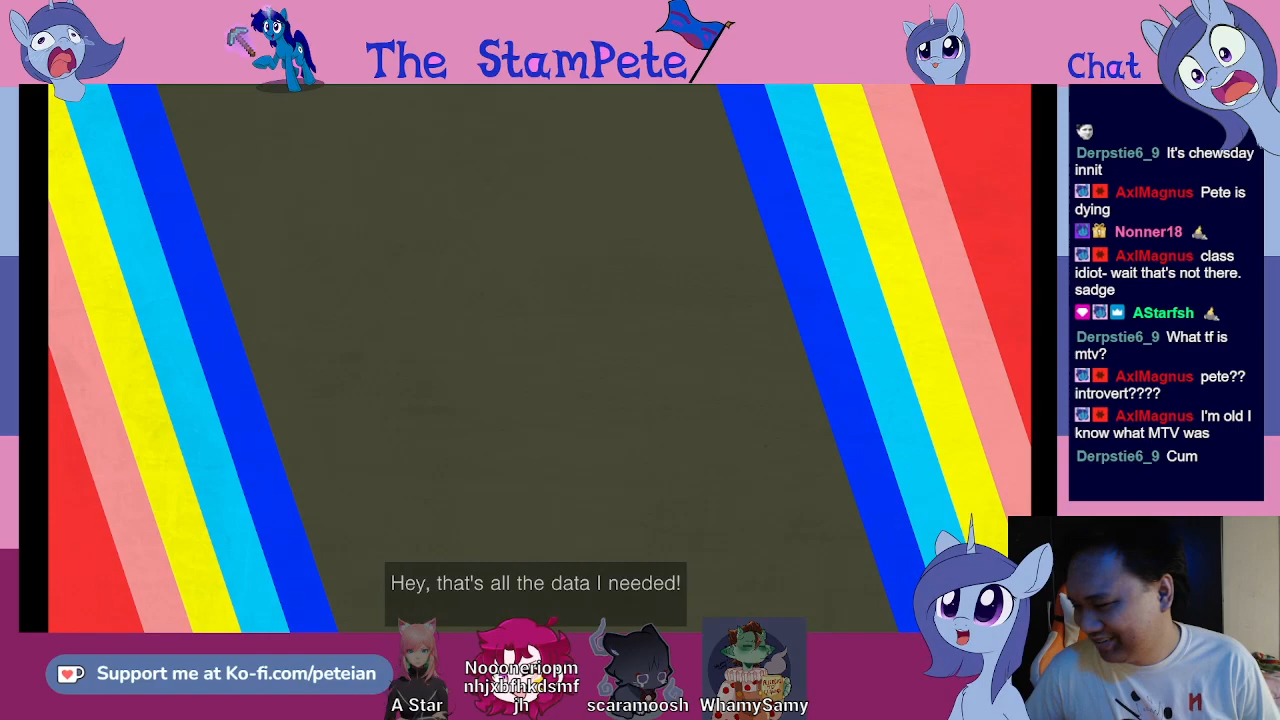 The StamPete
Chat
Derpstie6_9 It's chewsday
innit
AxlMagnus Pete is
dying
Nonner18
AxlMagnus class
idiot- wait that's not there.
sadge
AStarfsh
Derpstie6_9 What tf is
mtv?
AxlMagnus pete??
introvert????
AxlMagnus I'm old I
know what MTV was
Derpstie6_9 Cum
Hey, that's all the data I needed!
Support me at Ko-fi.com/peteian
A Star
Noooneriopm
nhjxbfhkdsmf
jh
scaramoosh
WhamySamy